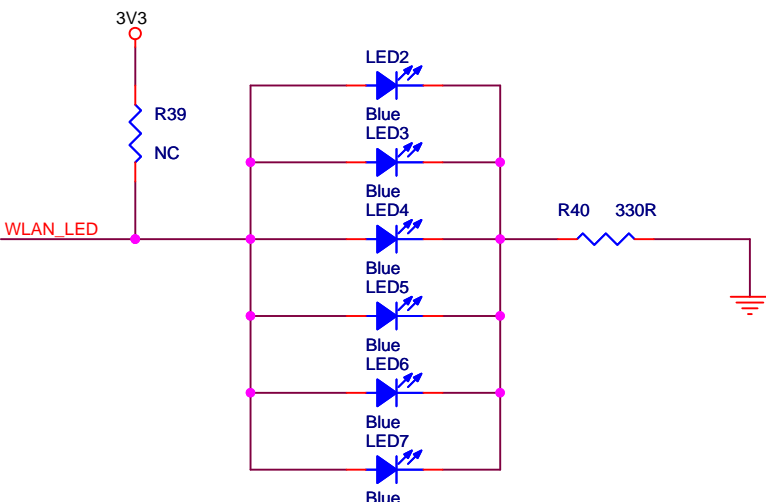 3V3
R39
NC
WLAN_LED
LED2
Blue
LED3
Blue
LED4
Blue
LED5
Blue
LED6
Blue
LED7
Blue
R40 330R